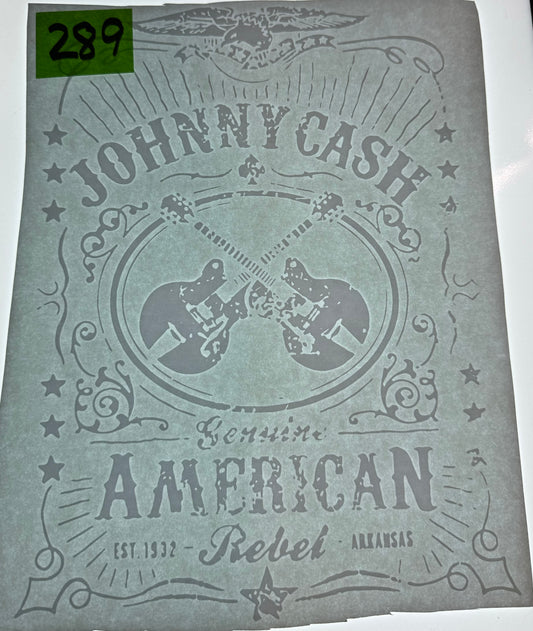 289
JOHNNY CASH
Genuine
AMERICAN
EST. 1932 - Rebel - ARKANSAS